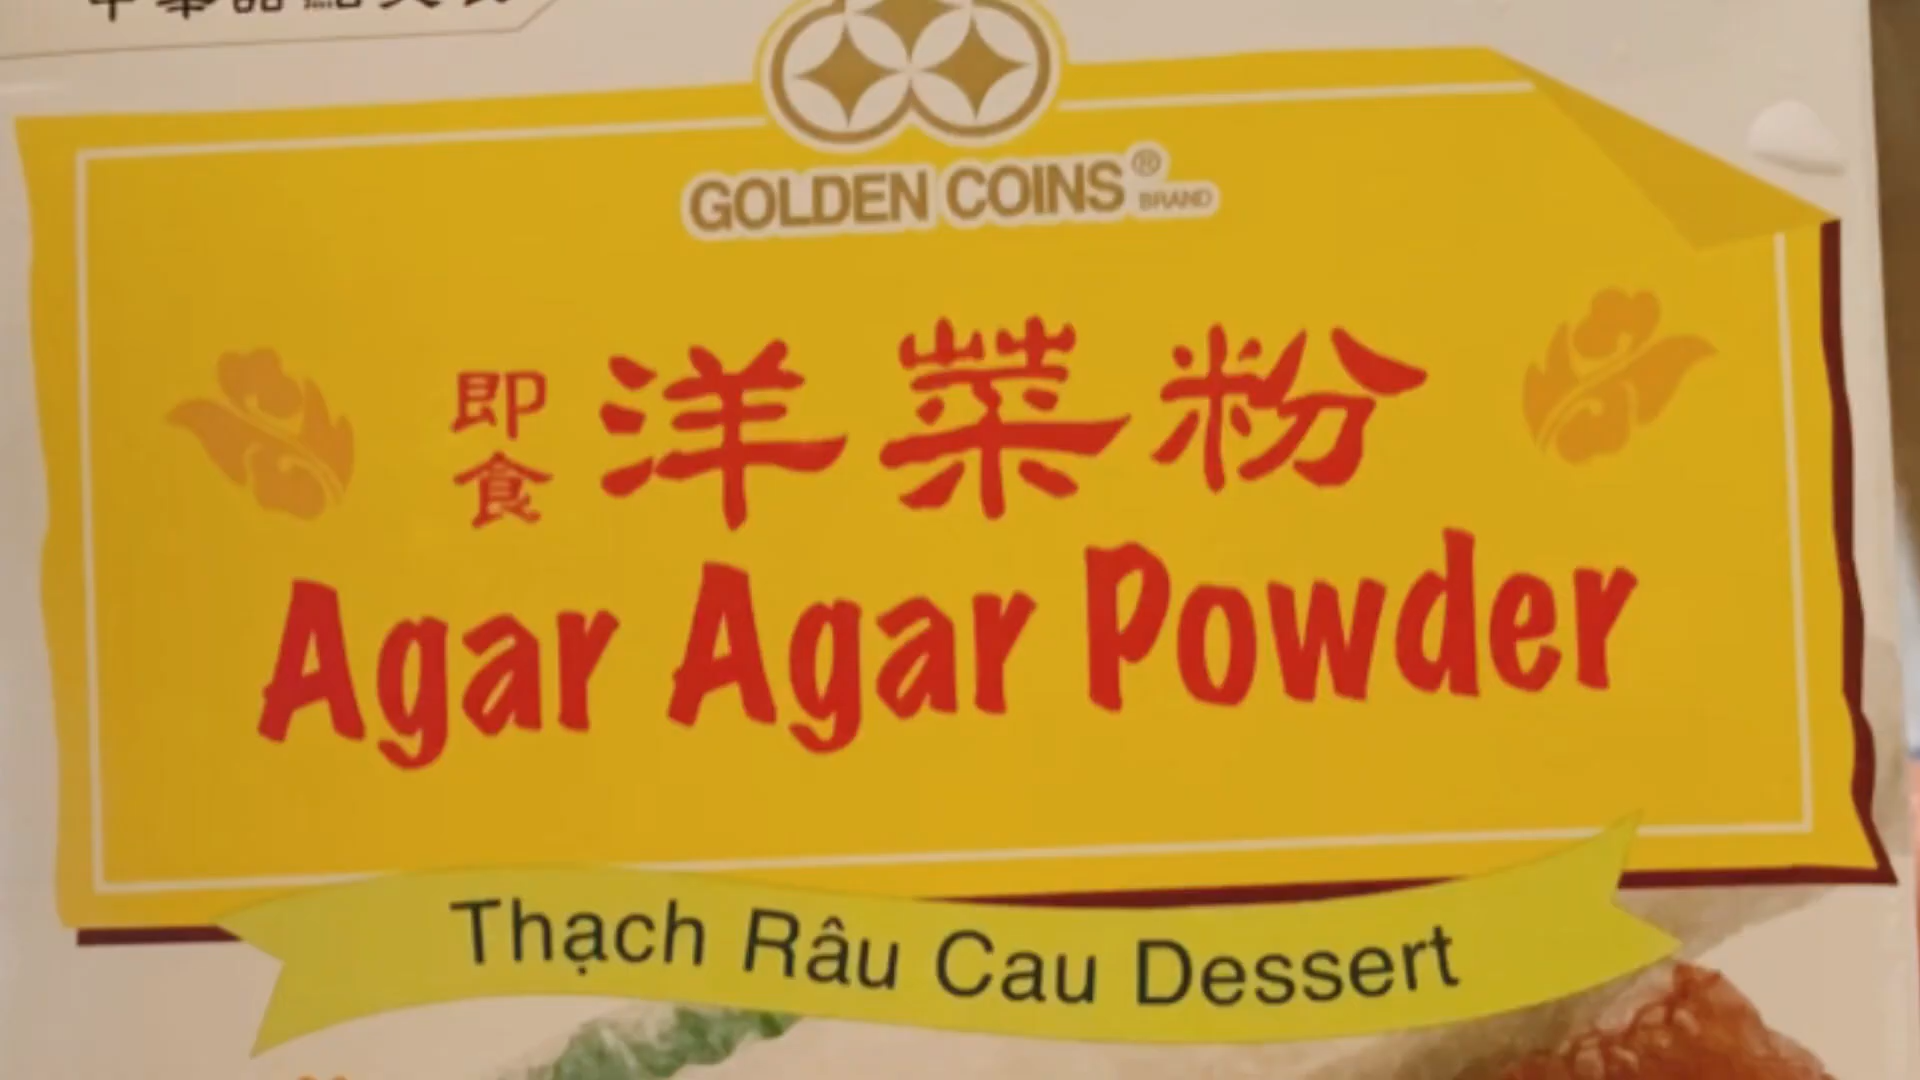 GOLDEN COINS® BRAND
即食 洋菜粉
Agar Agar Powder
Thạch Râu Cau Dessert